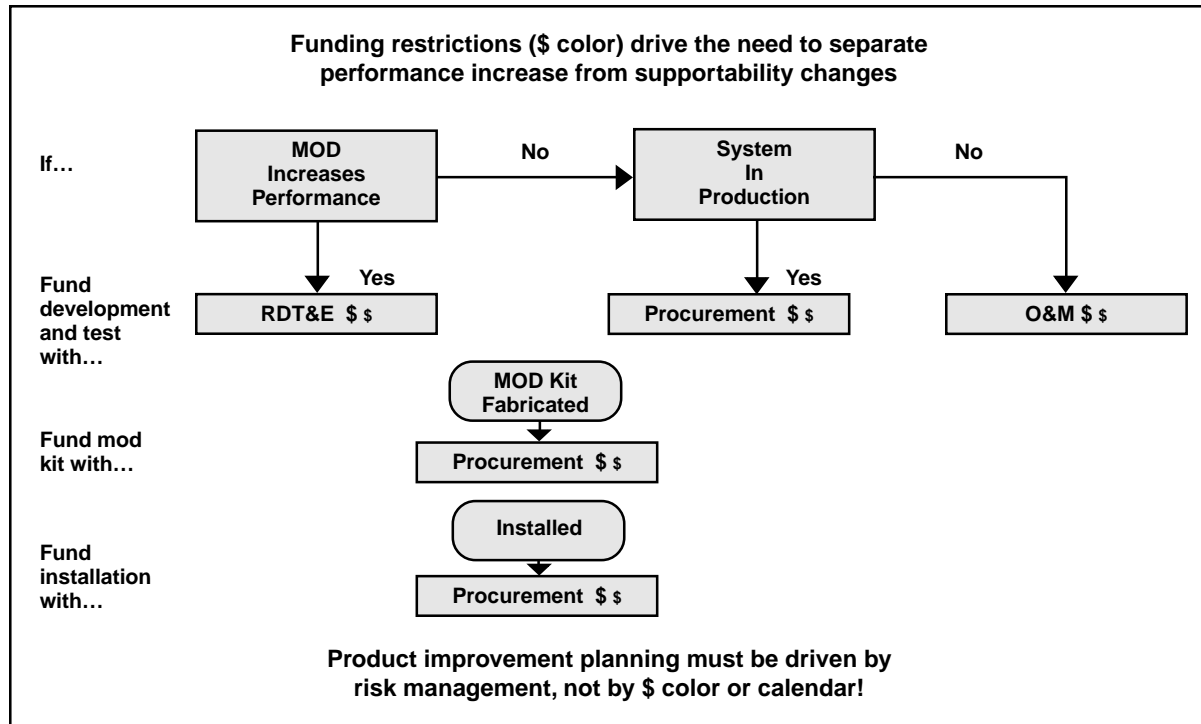 Funding restrictions ($ color) drive the need to separate
performance increase from supportability changes
If…
MOD
Increases
Performance
No
System
In
Production
No
Fund
development
and test
with…
Yes
RDT&E $ $
Yes
Procurement $ $
O&M $ $
MOD Kit
Fabricated
Fund mod
kit with…
Procurement $ $
Installed
Fund
installation
with…
Procurement $ $
Product improvement planning must be driven by
risk management, not by $ color or calendar!